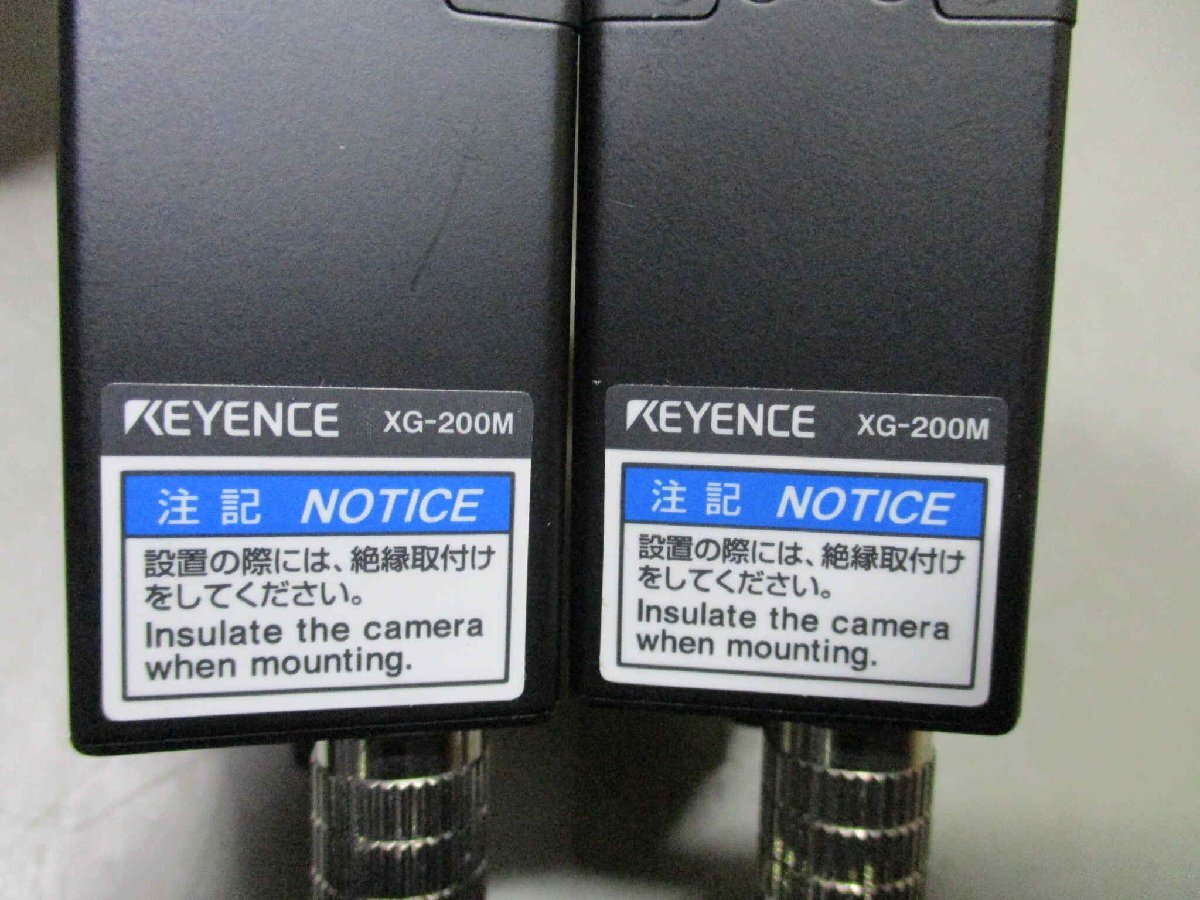 KEYENCE XG-200M
注記 NOTICE
設置の際には、絶縁取付け
をしてください。
Insulate the camera
when mounting.
KEYENCE XG-200M
注記 NOTICE
設置の際には、絶縁取付け
をしてください。
Insulate the camera
when mounting.